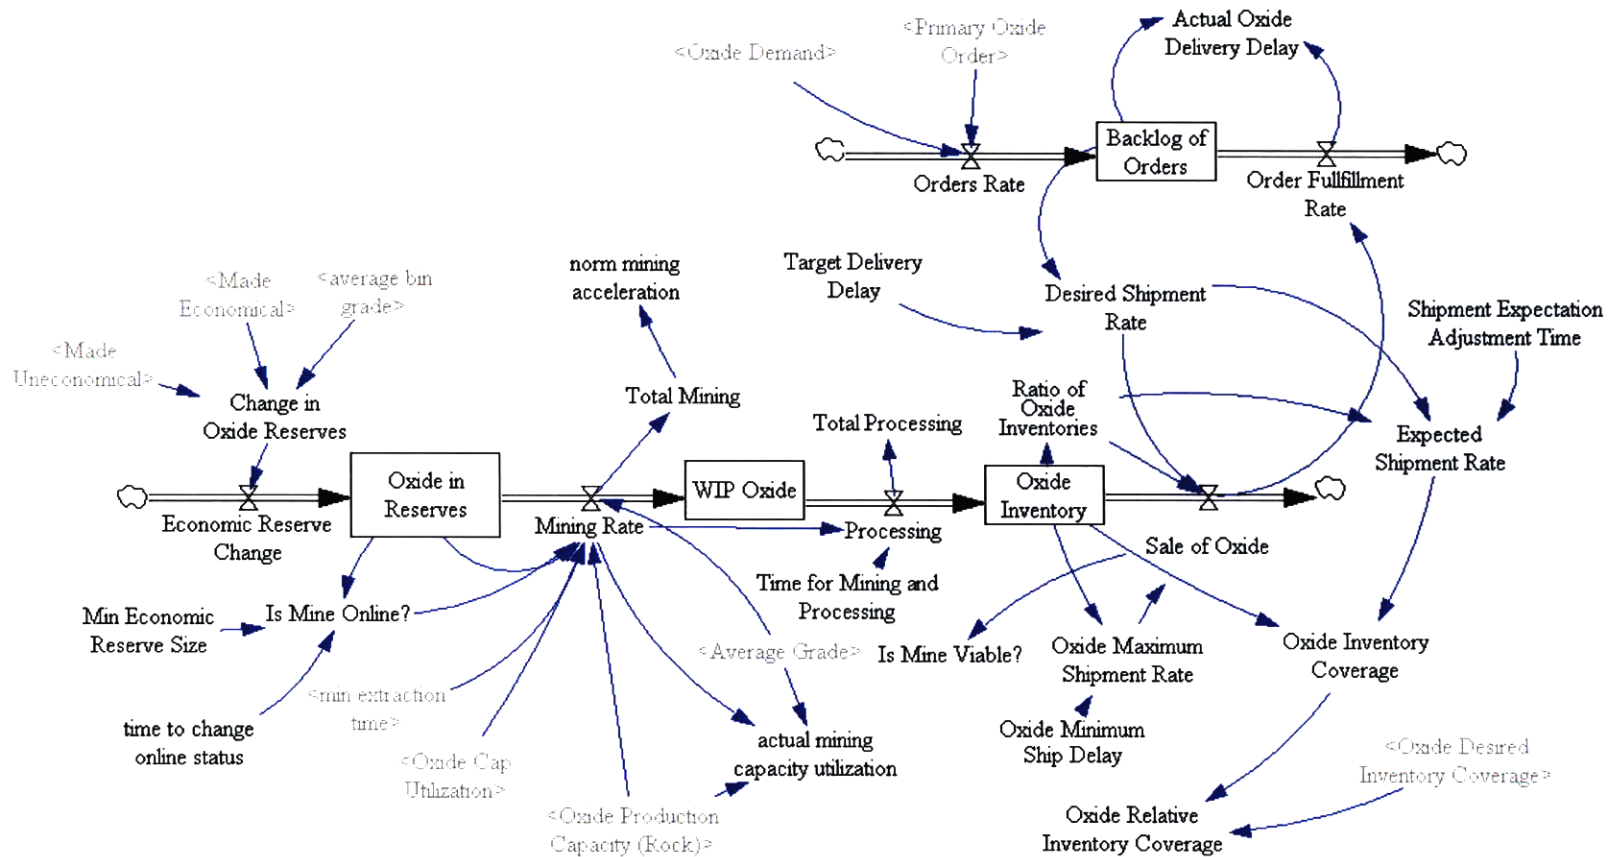 Actual Oxide
Delivery Delay
<Primary Oxide
Order>
<Oxide Demand>
Backlog of
Orders
Orders Rate
Order Fullfillment
Rate
norm mining
acceleration
Target Delivery
Delay
<Made
Economical>
<average bin
grade>
Desired Shipment
Rate
Shipment Expectation
Adjustment Time
<Made
Uneconomical>
Change in
Oxide Reserves
Total Mining
Ratio of
Oxide
Inventories
Total Processing
Expected
Shipment Rate
Oxide in
Reserves
WIP Oxide
Oxide
Inventory
Economic Reserve
Change
Mining Rate
Processing
Sale of Oxide
Time for Mining and
Processing
Min Economic
Reserve Size
Is Mine Online?
<Average Grade>
Is Mine Viable?
Oxide Maximum
Shipment Rate
Oxide Inventory
Coverage
<min extraction
time>
time to change
online status
Oxide Minimum
Ship Delay
actual mining
capacity utilization
<Oxide Cap
Utilization>
<Oxide Desired
Inventory Coverage>
<Oxide Production
Capacity (Rock)>
Oxide Relative
Inventory Coverage